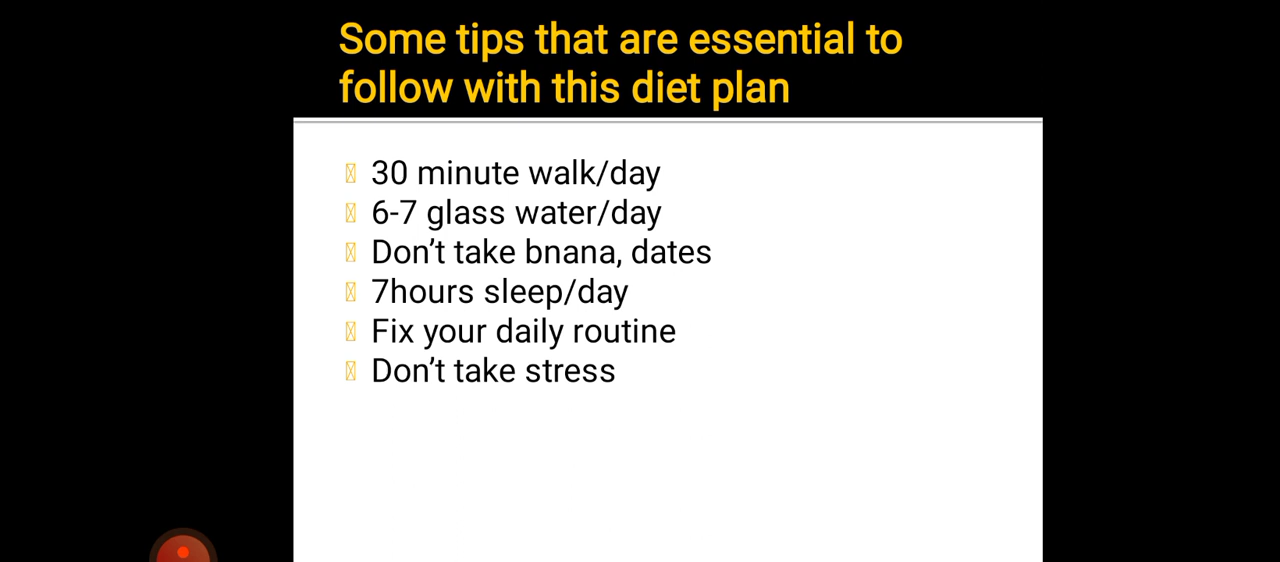 Some tips that are essential to
follow with this diet plan
30 minute walk/day
6-7 glass water/day
Don’t take bnana, dates
7hours sleep/day
Fix your daily routine
Don’t take stress